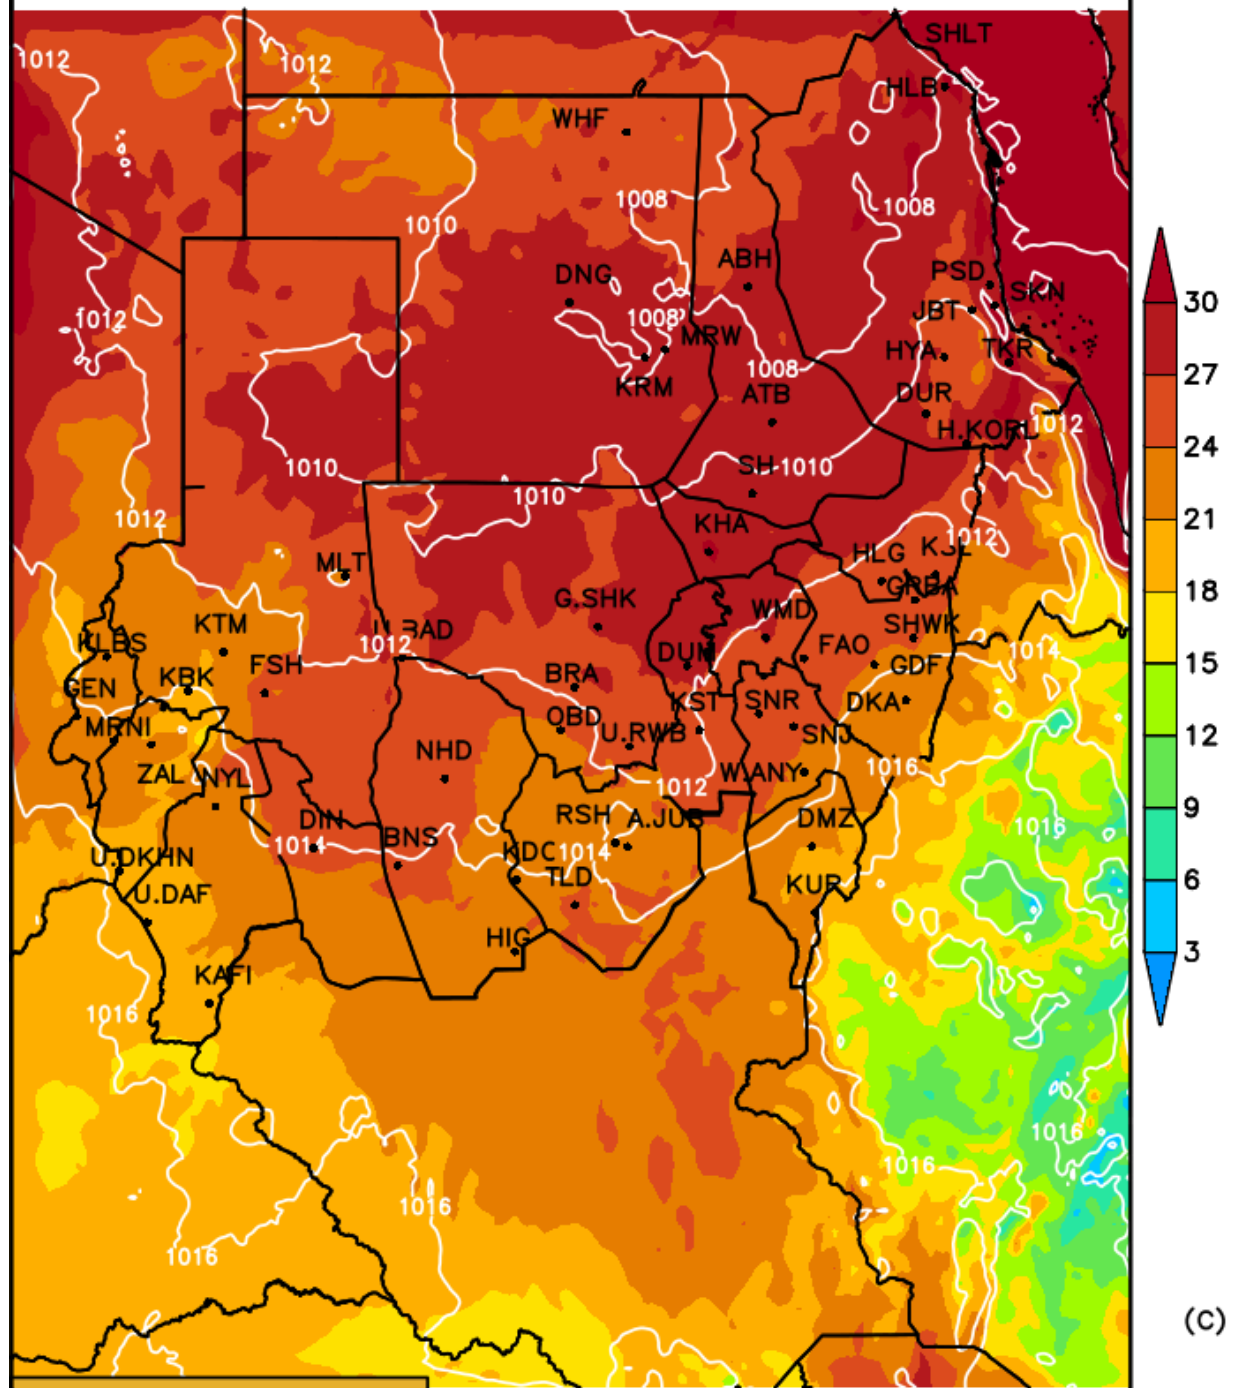 SHLT
1012
1012
HLB
WHF
1008
1008
1010
ABH
PSD
DNG
SKN
30
JBT
1012
1008
MRW
HYA
TKR
1008
27
KRM
ATB
DUR
1012
H.KORL
24
SH
1010
1010
1010
1012
KHA
21
1012
HLG
MLT
GRBA
18
G.SHK
WMD
KTM
SHWK
KLBS
1012
FAO
1014
DUM
GDF
15
FSH
KBK
BRA
GEN
KST
SNR
DKA
OBD
MRNI
U.RWB
SNJ
12
NHD
ZAL
NYL
W.ANY
1016
1012
9
RSH
A.JUB
DMZ
DIN
1016
BNS
1014
KDC
1014
U.DKHN
TLD
KUR
6
U.DAF
HIG
3
KAFI
1016
1016
1016
1016
1016
(C)